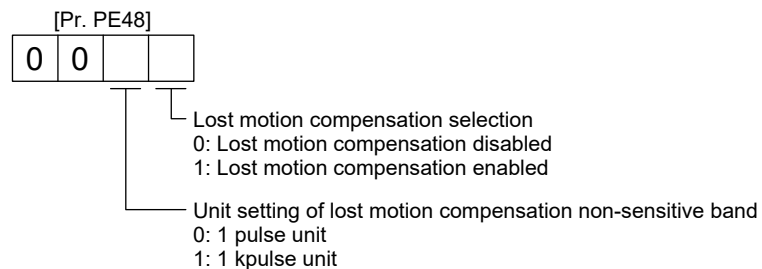 [Pr. PE48]
0 0
Lost motion compensation selection
0: Lost motion compensation disabled
1: Lost motion compensation enabled
Unit setting of lost motion compensation non-sensitive band
0: 1 pulse unit
1: 1 kpulse unit